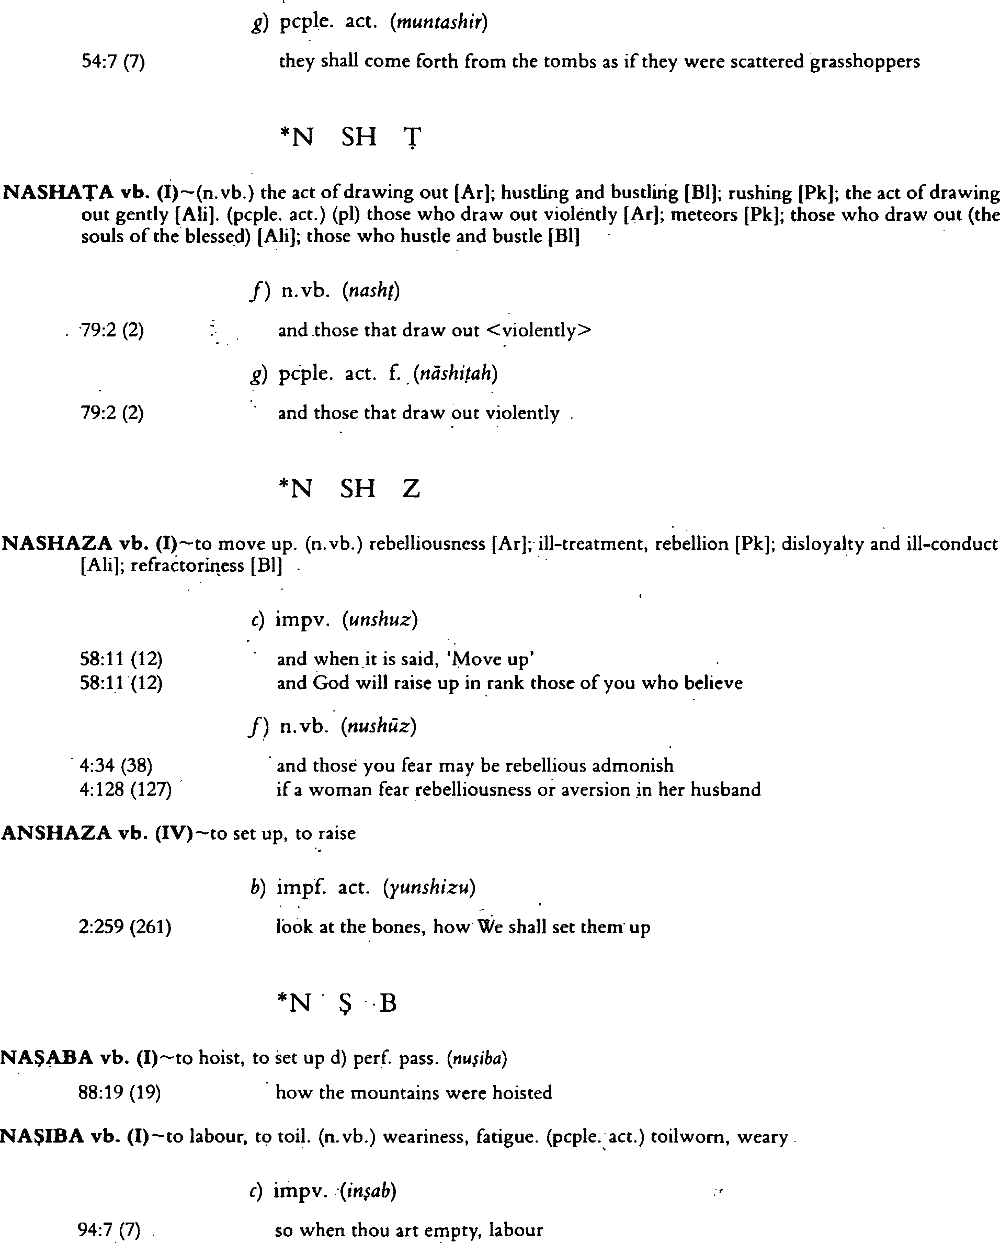 g) pcple. act. (muntashir)
54:7 (7) they shall come forth from the tombs as if they were scattered grasshoppers
*N SH Ṭ
NASHAṬA vb. (I)~(n.vb.) the act of drawing out [Ar]; hustling and bustling [Bl]; rushing [Pk]; the act of drawing
out gently [Ali]. (pcple. act.) (pl) those who draw out violently [Ar]; meteors [Pk]; those who draw out (the
souls of the blessed) [Ali]; those who hustle and bustle [Bl]
f) n.vb. (nashṭ)
79:2 (2) and those that draw out <violently>
g) pcple. act. f. (nāshiṭah)
79:2 (2) and those that draw out violently
*N SH Z
NASHAZA vb. (I)~to move up. (n.vb.) rebelliousness [Ar]; ill-treatment, rebellion [Pk]; disloyalty and ill-conduct
[Ali]; refractoriness [Bl]
c) impv. (unshuz)
58:11 (12) and when it is said, 'Move up'
58:11 (12) and God will raise up in rank those of you who believe
f) n.vb. (nushūz)
4:34 (38) and those you fear may be rebellious admonish
4:128 (127) if a woman fear rebelliousness or aversion in her husband
ANSHAZA vb. (IV)~to set up, to raise
b) impf. act. (yunshizu)
2:259 (261) look at the bones, how We shall set them up
*N Ṣ B
NAṢABA vb. (I)~to hoist, to set up d) perf. pass. (nuṣiba)
88:19 (19) how the mountains were hoisted
NAṢIBA vb. (I)~to labour, to toil. (n.vb.) weariness, fatigue. (pcple. act.) toilworn, weary
c) impv. (inṣab)
94:7 (7) so when thou art empty, labour